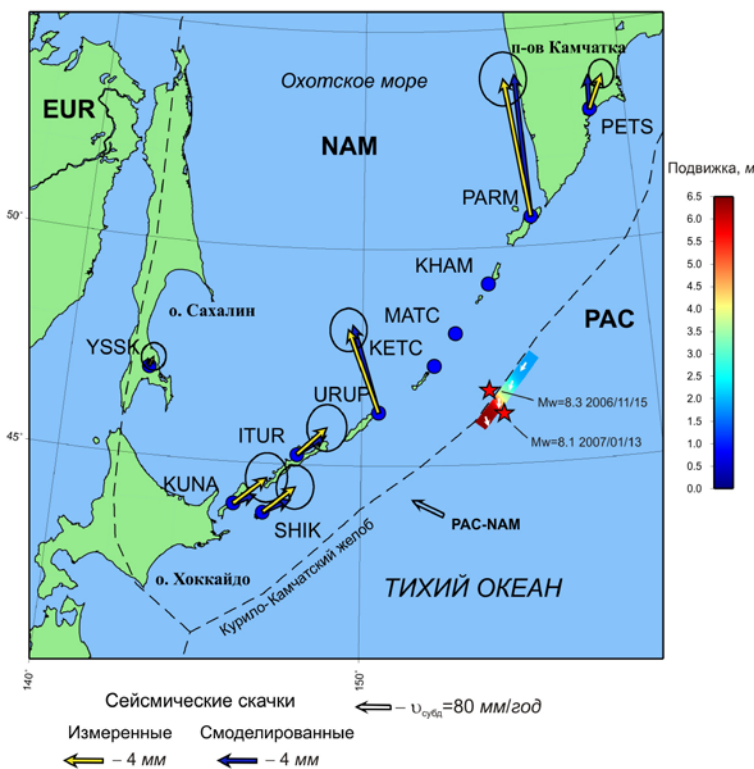 п-ов Камчатка
Охотское море
EUR
NAM
PETS
Подвижка, м
PARM
50°
6.5
6.0
5.5
5.0
4.5
4.0
3.5
3.0
2.5
2.0
1.5
1.0
0.5
0.0
KHAM
о. Сахалин
MATC
PAC
YSSK
KETC
URUP
Mw=8.3 2006/11/15
Mw=8.1 2007/01/13
45°
ITUR
KUNA
SHIK
PAC-NAM
о. Хоккайдо
Курило-Камчатский желоб
ТИХИЙ ОКЕАН
140°
150°
Сейсмические скачки
– υсубд=80 мм/год
Измеренные
Смоделированные
– 4 мм
– 4 мм